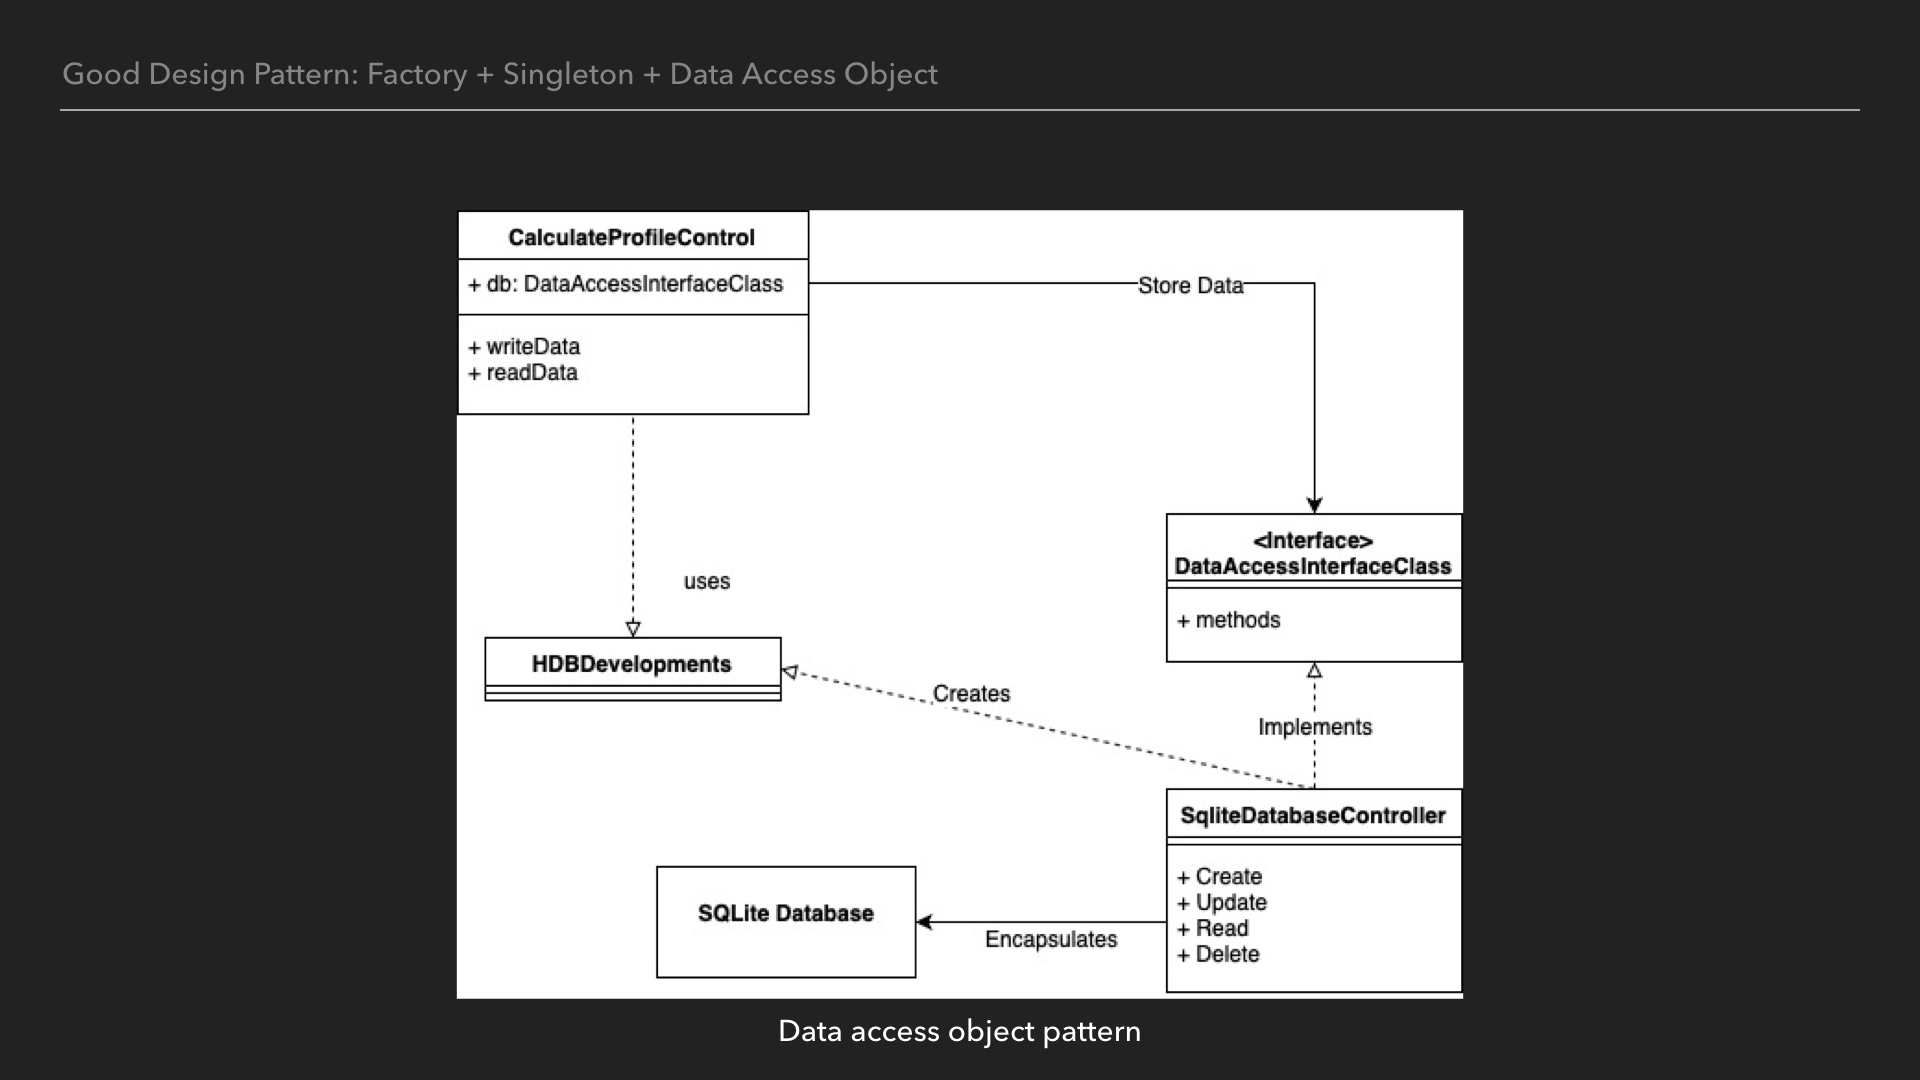 Good Design Pattern: Factory + Singleton + Data Access Object
CalculateProfileControl
+ db: DataAccessInterfaceClass
Store Data
+ writeData
+ readData
<Interface>
DataAccessInterfaceClass
uses
+ methods
HDBDevelopments
Creates
Implements
SqliteDatabaseController
+ Create
+ Update
+ Read
+ Delete
SQLite Database
Encapsulates
Data access object pattern